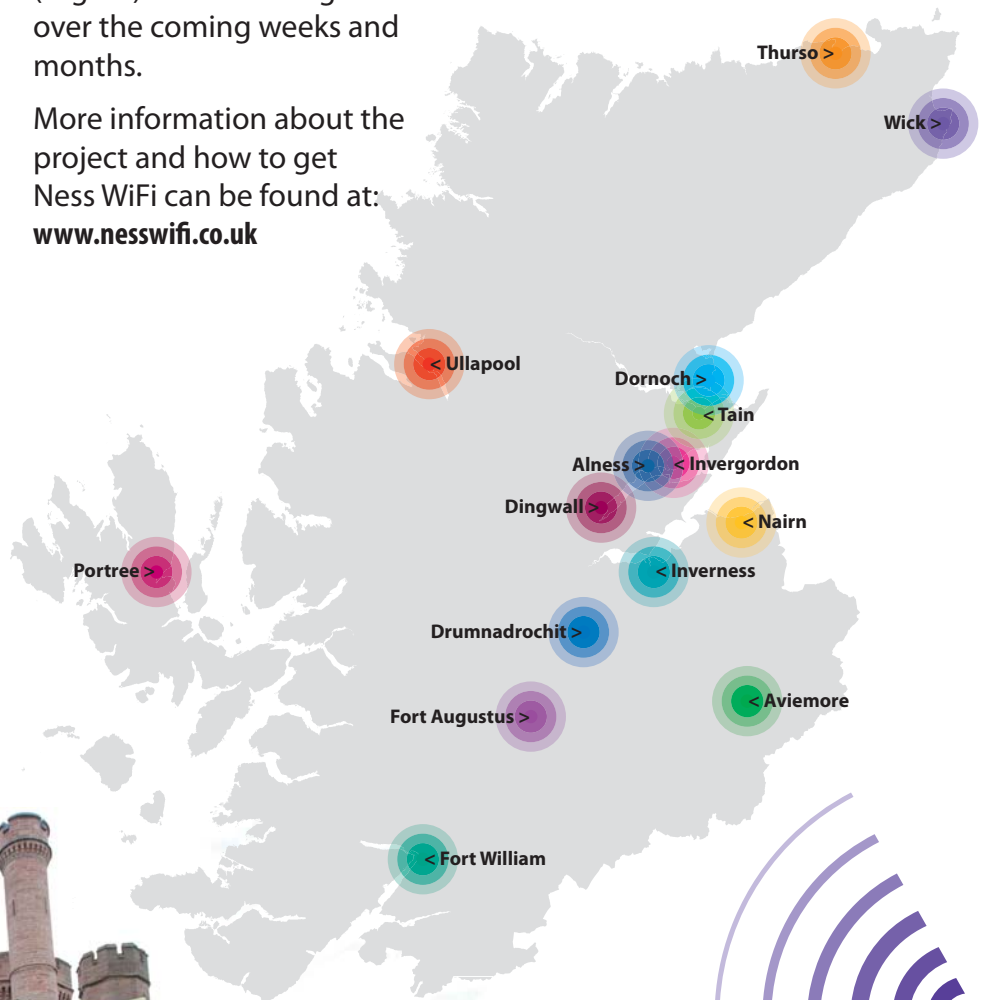 over the coming weeks and
months.
More information about the
project and how to get
Ness WiFi can be found at:
www.nesswifi.co.uk
Thurso >
Wick >
< Ullapool
Dornoch >
< Tain
Alness >
< Invergordon
Dingwall >
< Nairn
Portree >
< Inverness
Drumnadrochit >
< Aviemore
Fort Augustus >
< Fort William